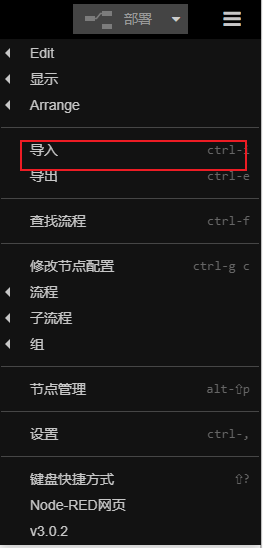 部署
Edit
显示
Arrange
导入 ctrl-i
导出 ctrl-e
查找流程 ctrl-f
修改节点配置 ctrl-g c
流程
子流程
组
节点管理 alt-⇧p
设置 ctrl-,
键盘快捷方式 ⇧?
Node-RED网页
v3.0.2